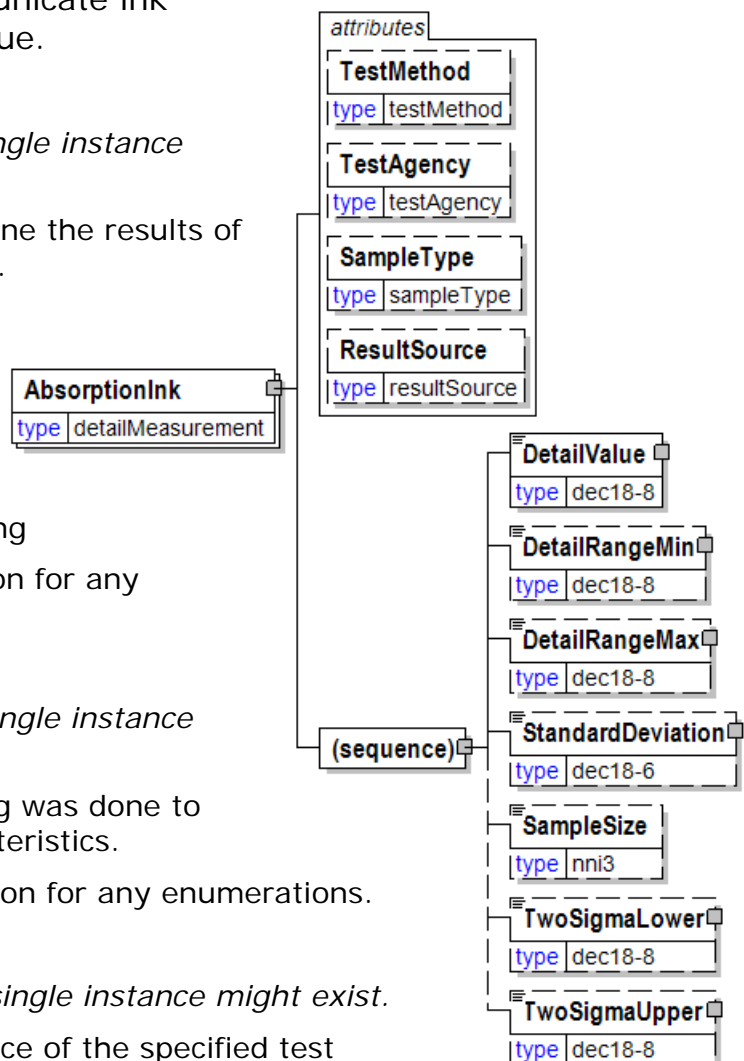 unicate ink
ue.
ngle instance
ne the results of
.
ng
on for any
ngle instance
g was done to
teristics.
on for any enumerations.
single instance might exist.
ce of the specified test
attributes
TestMethod
type testMethod
TestAgency
type testAgency
SampleType
type sampleType
ResultSource
type resultSource
AbsorptionInk
type detailMeasurement
(sequence)
DetailValue
type dec18-8
DetailRangeMin
type dec18-8
DetailRangeMax
type dec18-8
StandardDeviation
type dec18-6
SampleSize
type nni3
TwoSigmaLower
type dec18-8
TwoSigmaUpper
type dec18-8